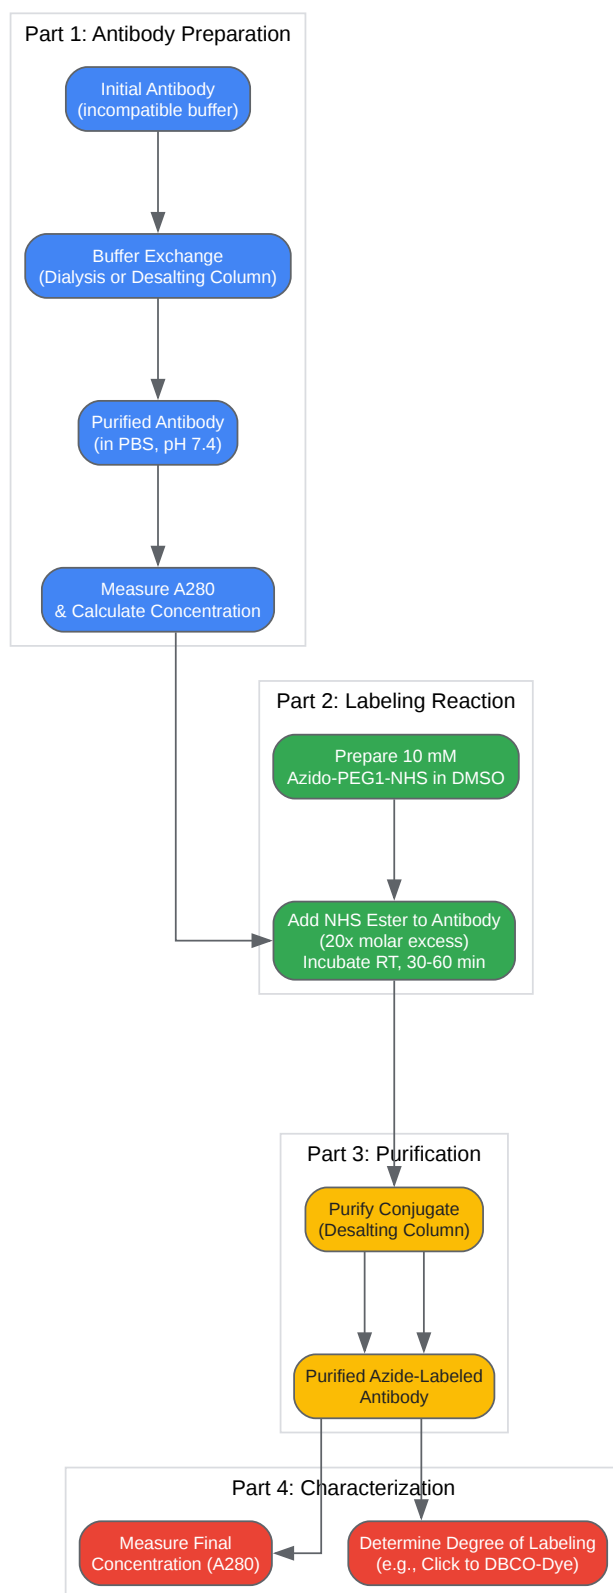 Part 1: Antibody Preparation
Initial Antibody
(incompatible buffer)
Buffer Exchange
(Dialysis or Desalting Column)
Purified Antibody
(in PBS, pH 7.4)
Measure A280
& Calculate Concentration
Part 2: Labeling Reaction
Prepare 10 mM
Azido-PEG1-NHS in DMSO
Add NHS Ester to Antibody
(20x molar excess)
Incubate RT, 30-60 min
Part 3: Purification
Purify Conjugate
(Desalting Column)
Purified Azide-Labeled
Antibody
Part 4: Characterization
Measure Final
Concentration (A280)
Determine Degree of Labeling
(e.g., Click to DBCO-Dye)